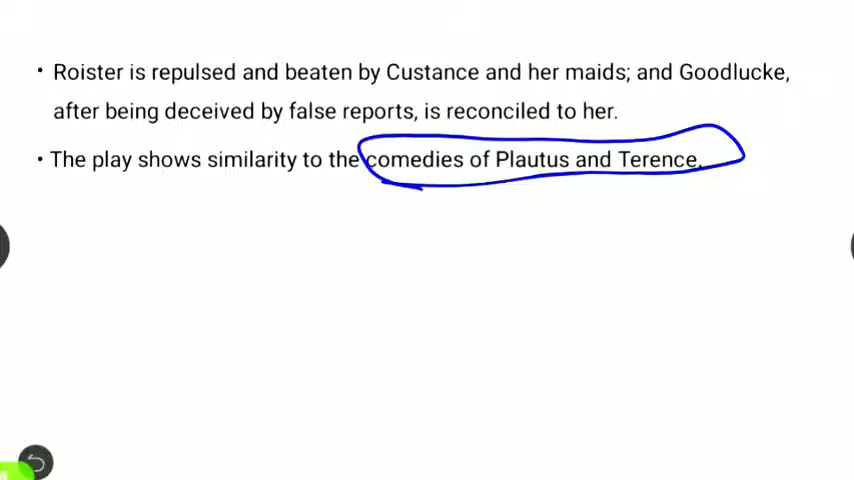 • Roister is repulsed and beaten by Custance and her maids; and Goodlucke,
after being deceived by false reports, is reconciled to her.
• The play shows similarity to the comedies of Plautus and Terence.